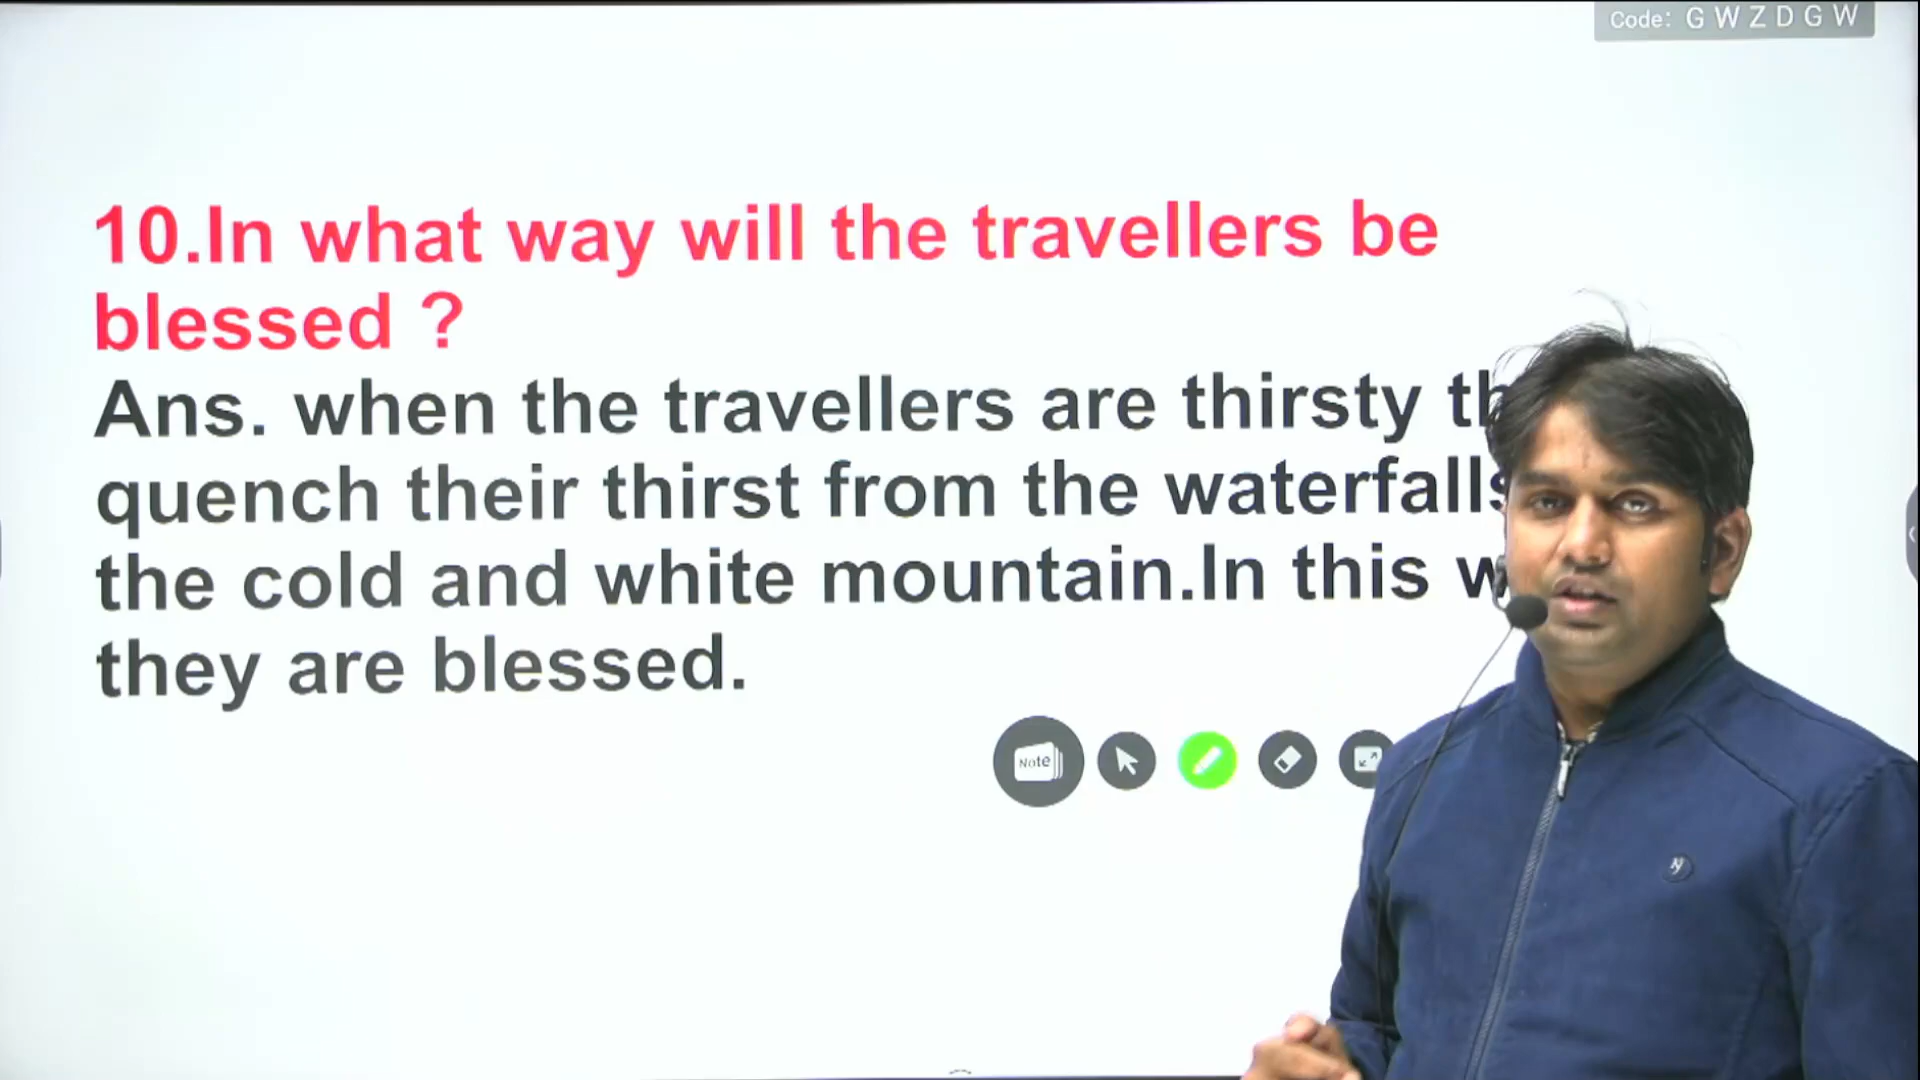 Code: G W Z D G W
10.In what way will the travellers be
blessed ?
Ans. when the travellers are thirsty
quench their thirst from the waterfalls
the cold and white mountain.In this
they are blessed.
Note